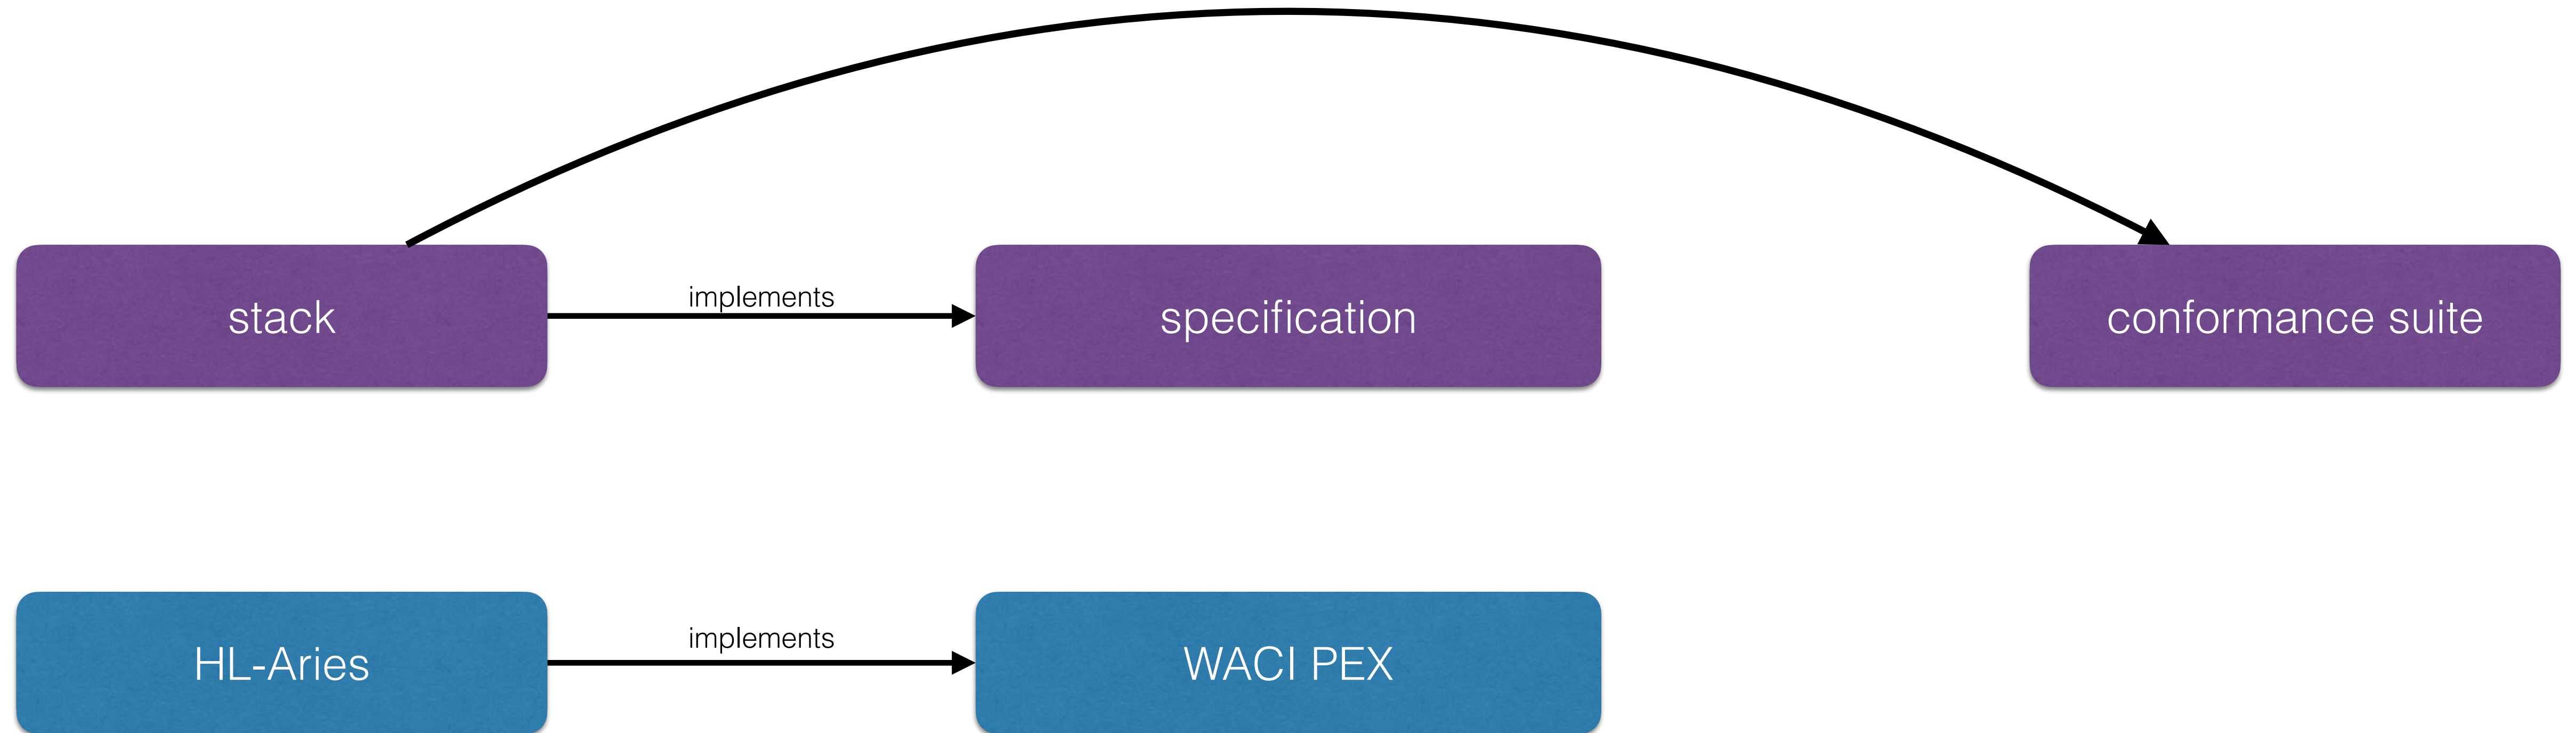 stack
implements
specification
conformance suite
HL-Aries
implements
WACI PEX